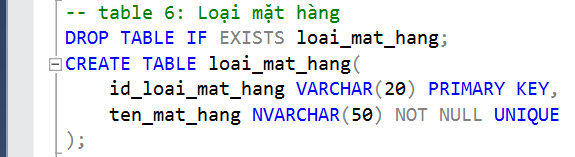 -- table 6: Loại mặt hàng
DROP TABLE IF EXISTS loai_mat_hang;
CREATE TABLE loai_mat_hang(
    id_loai_mat_hang VARCHAR(20) PRIMARY KEY,
    ten_mat_hang NVARCHAR(50) NOT NULL UNIQUE
);